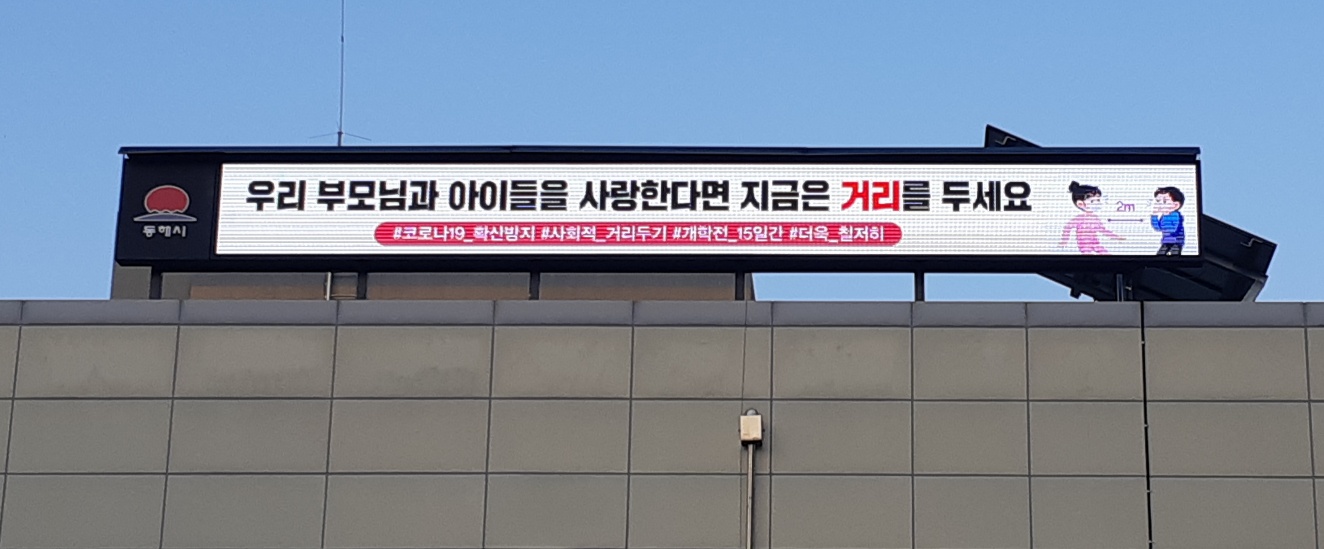 동해시
우리 부모님과 아이들을 사랑한다면 지금은 거리를 두세요
#코로나19_확산방지 #사회적_거리두기 #개학전_15일간 #더욱_철저히
2m